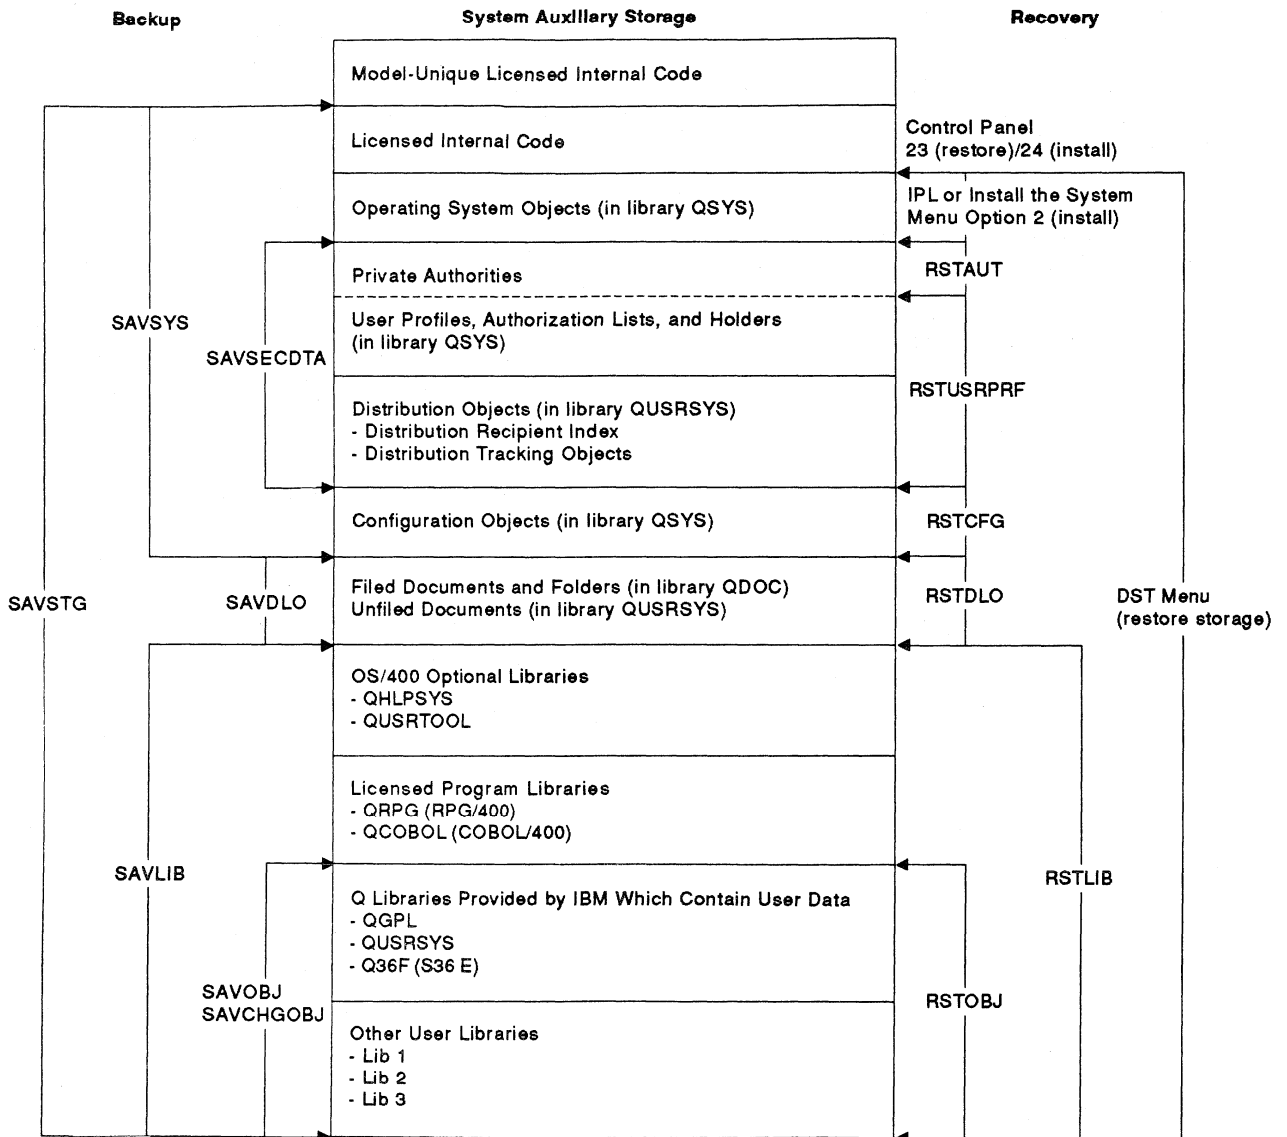 Backup
System Auxiliary Storage
Recovery
Model-Unique Licensed Internal Code
Licensed Internal Code
Control Panel
23 (restore)/24 (install)
Operating System Objects (in library QSYS)
IPL or Install the System
Menu Option 2 (install)
Private Authorities
RSTAUT
User Profiles, Authorization Lists, and Holders
(in library QSYS)
SAVSYS
SAVSECDTA
RSTUSRPRF
Distribution Objects (in library QUSRSYS)
- Distribution Recipient Index
- Distribution Tracking Objects
Configuration Objects (in library QSYS)
RSTCFG
SAVSTG
SAVDLO
Filed Documents and Folders (in library QDOC)
Unfiled Documents (in library QUSRSYS)
RSTDLO
DST Menu
(restore storage)
OS/400 Optional Libraries
- QHLPSYS
- QUSRTOOL
Licensed Program Libraries
- QRPG (RPG/400)
- QCOBOL (COBOL/400)
SAVLIB
RSTLIB
Q Libraries Provided by IBM Which Contain User Data
- QGPL
- QUSRSYS
- Q36F (S36 E)
SAVOBJ
SAVCHGOBJ
RSTOBJ
Other User Libraries
- Lib 1
- Lib 2
- Lib 3